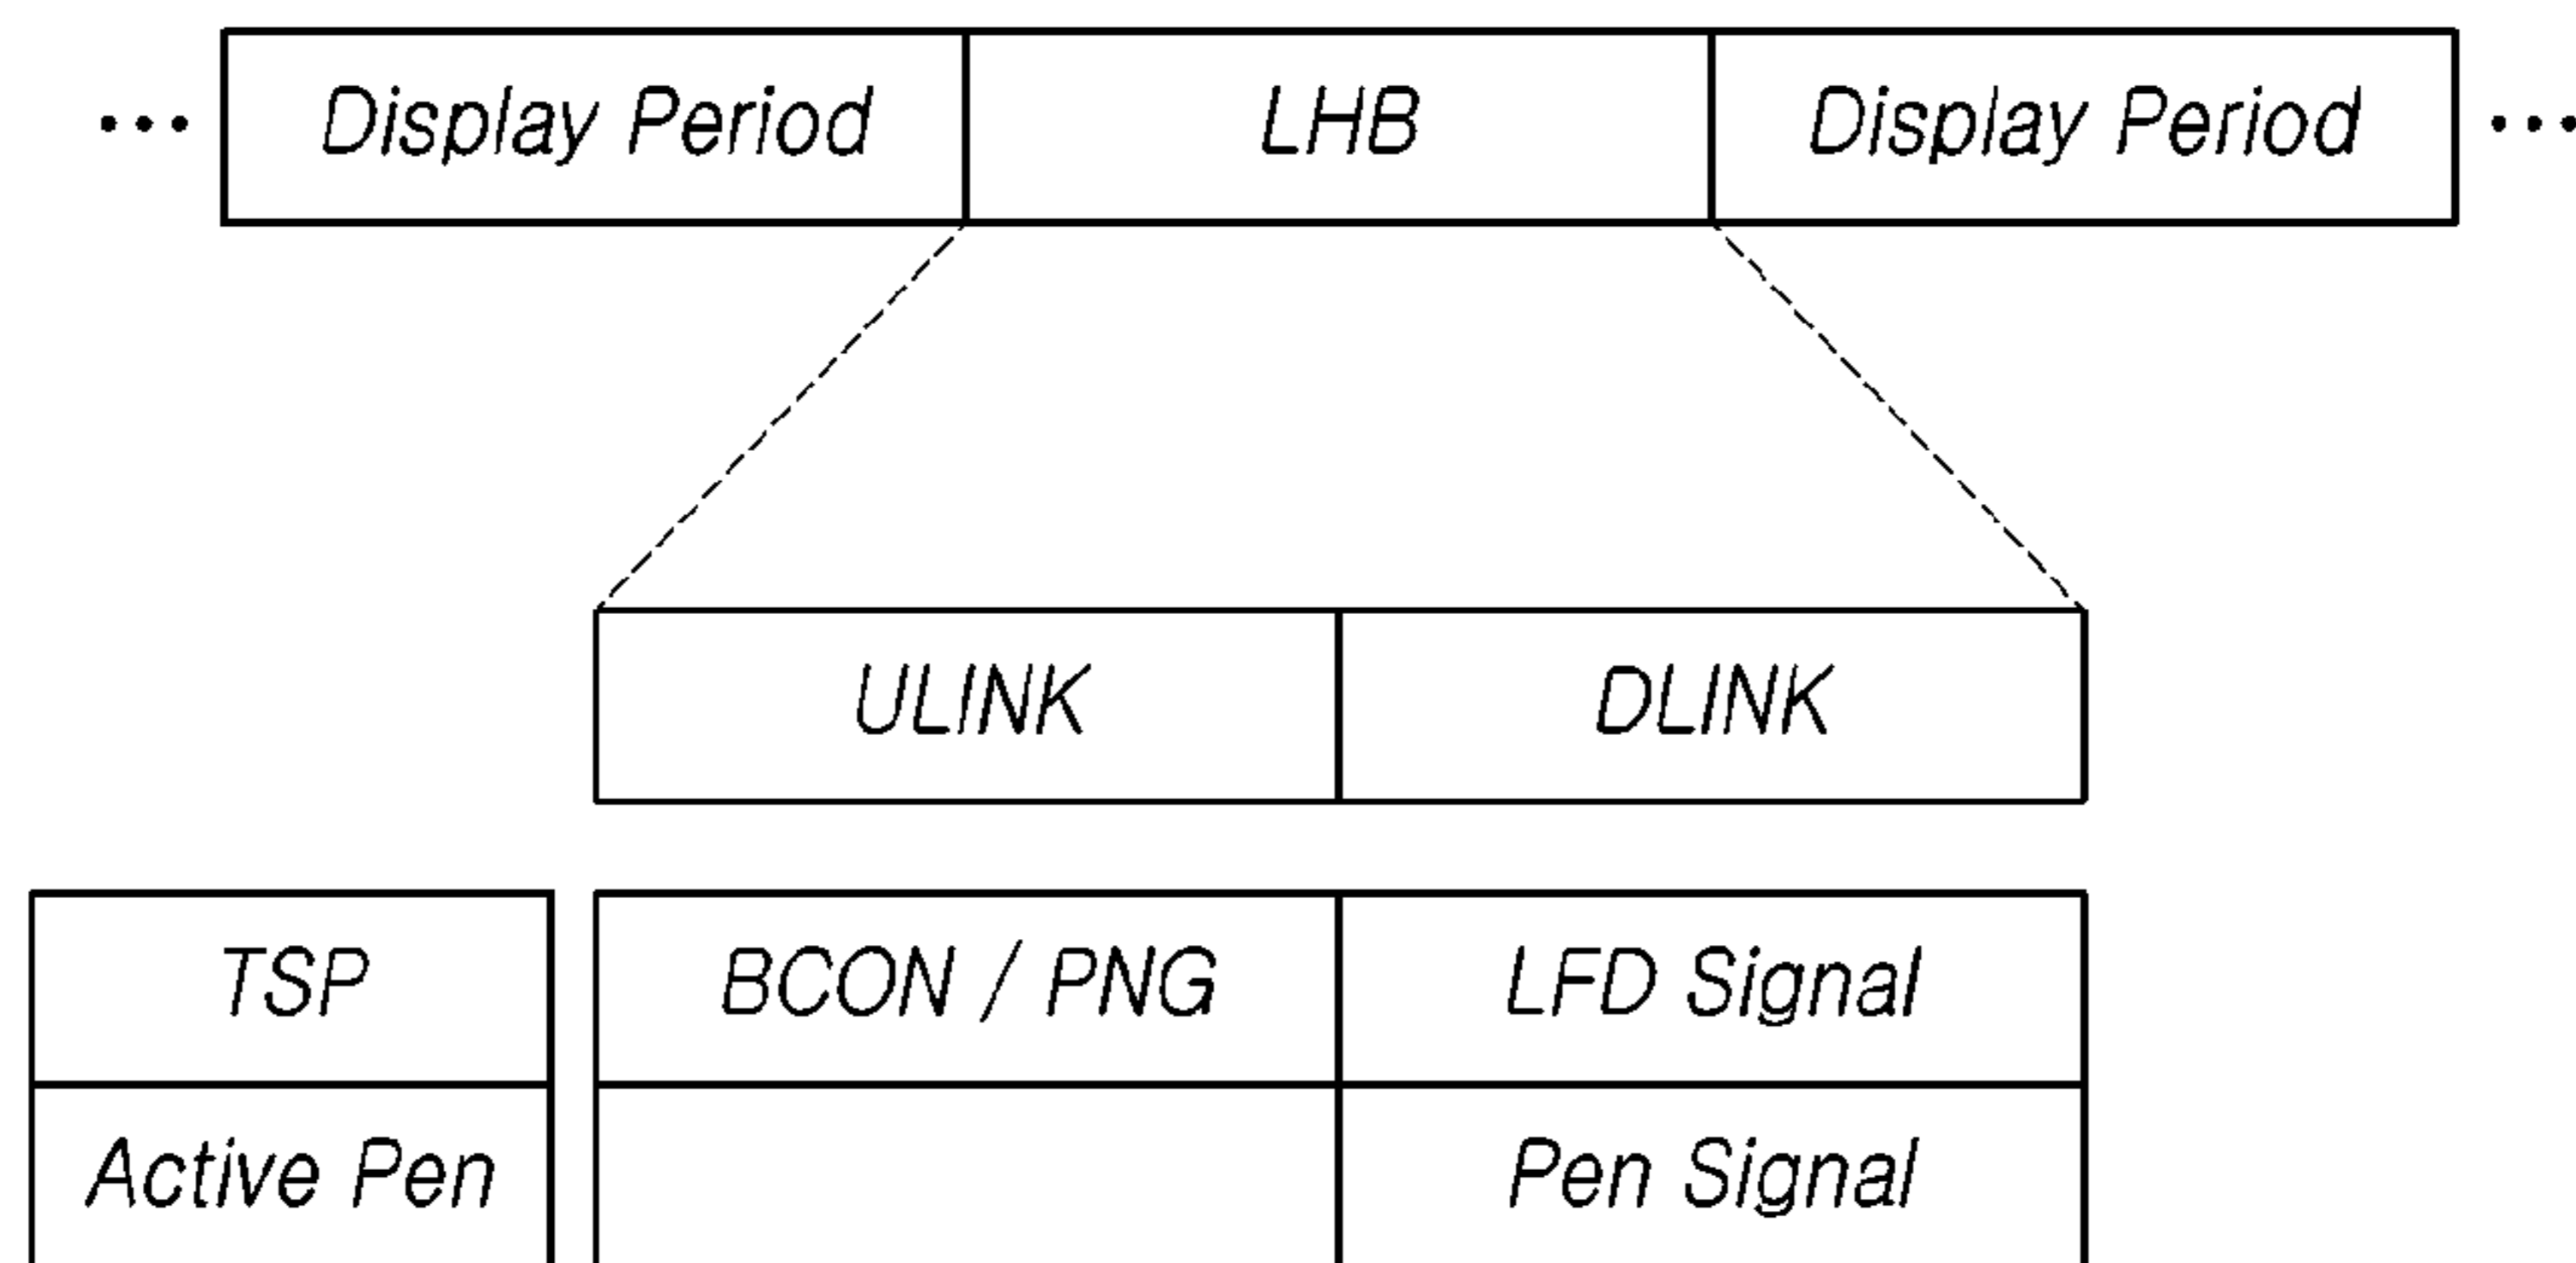 ... Display Period LHB Display Period ...
ULINK DLINK
TSP BCON / PNG LFD Signal
Active Pen Pen Signal